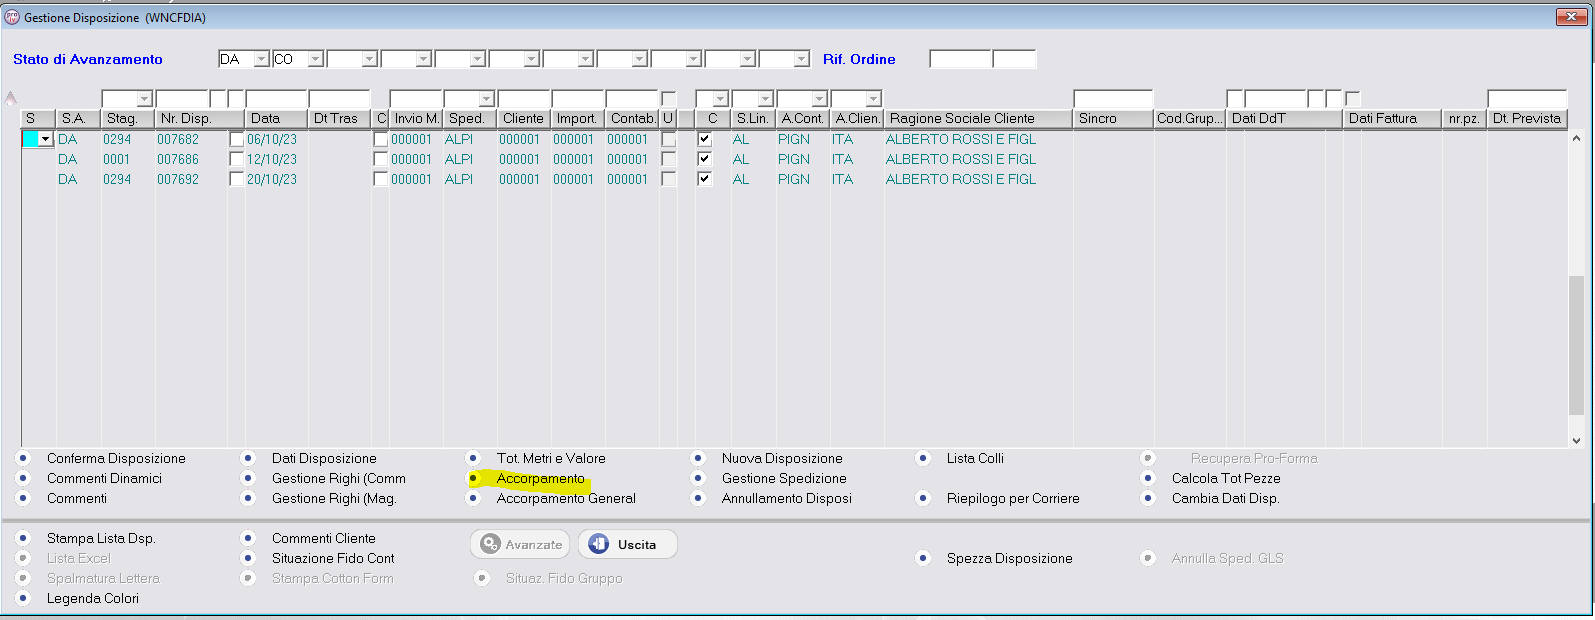 Gestione Disposizione (WNCFDIA)
Stato di Avanzamento DA CO Rif. Ordine
S S.A. Stag. Nr. Disp. Data Dt Tras C Invio M. Sped. Cliente Import. Contab. U C S.Lin. A.Cont. A.Clien. Ragione Sociale Cliente Sincro Cod.Grup... Dati DdT Dati Fattura nr.pz. Dt. Prevista
DA 0294 007682 06/10/23 000001 ALPI 000001 000001 000001 AL PIGN ITA ALBERTO ROSSI E FIGL
DA 0001 007686 12/10/23 000001 ALPI 000001 000001 000001 AL PIGN ITA ALBERTO ROSSI E FIGL
DA 0294 007692 20/10/23 000001 ALPI 000001 000001 000001 AL PIGN ITA ALBERTO ROSSI E FIGL
Conferma Disposizione Dati Disposizione Tot. Metri e Valore Nuova Disposizione Lista Colli Recupera Pro-Forma
Commenti Dinamici Gestione Righi (Comm Accorpamento Gestione Spedizione Calcola Tot Pezze
Commenti Gestione Righi (Mag. Accorpamento General Annullamento Disposi Riepilogo per Corriere Cambia Dati Disp.
Stampa Lista Dsp. Commenti Cliente Avanzate Uscita
Lista Excel Situazione Fido Cont Spezza Disposizione Annulla Sped. GLS
Spalmatura Lettera Stampa Cotton Form Situaz. Fido Gruppo
Legenda Colori